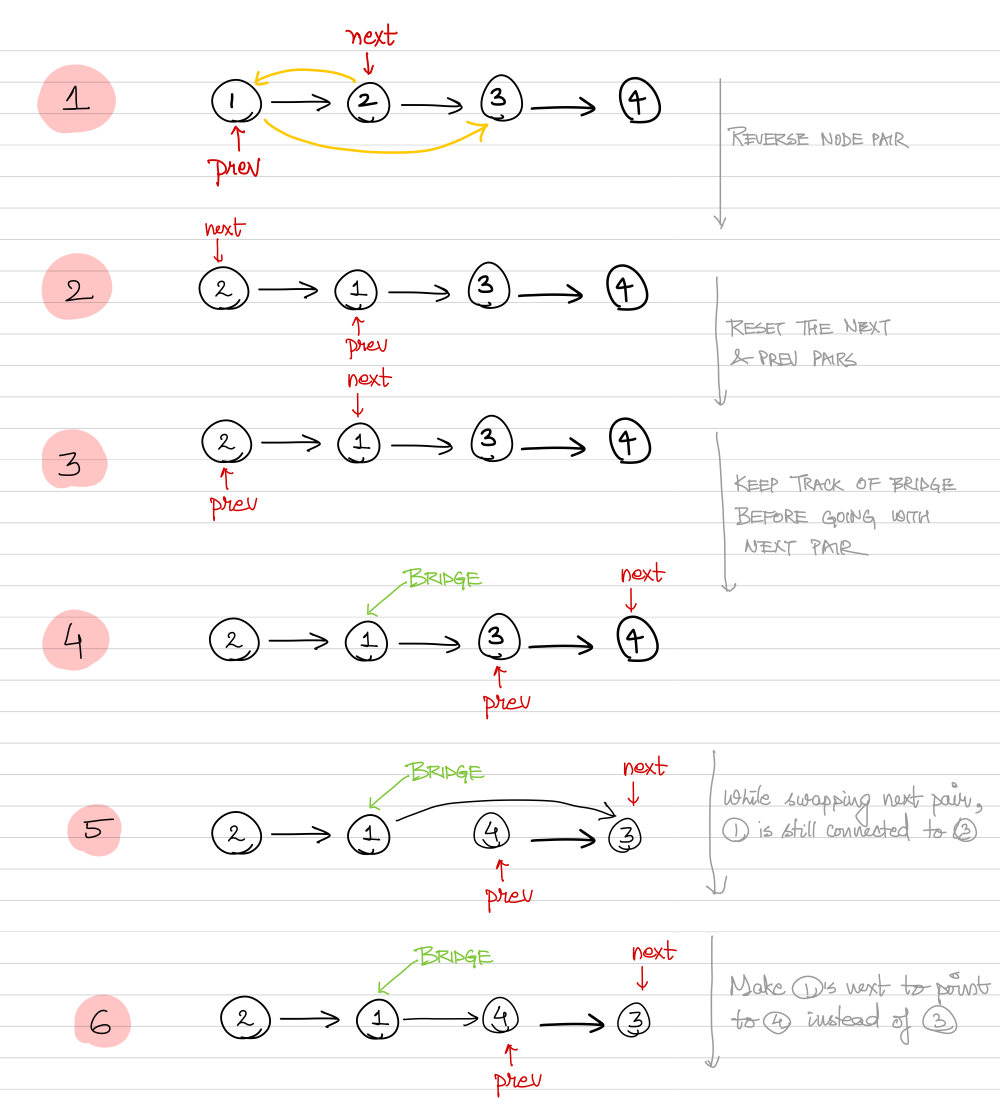 next
1
1 2 3 4
prev
REVERSE NODE PAIR
next
2
2 1 3 4
prev
RESET THE NEXT
& PREV PAIRS
next
3
2 1 3 4
prev
KEEP TRACK OF BRIDGE
BEFORE GOING WITH
NEXT PAIR
BRIDGE next
4
2 1 3 4
prev
BRIDGE next
5
2 1 4 3
prev
While swapping next pair,
1 is still connected to 3
BRIDGE next
6
2 1 4 3
prev
Make 1's next to point
to 4 instead of 3